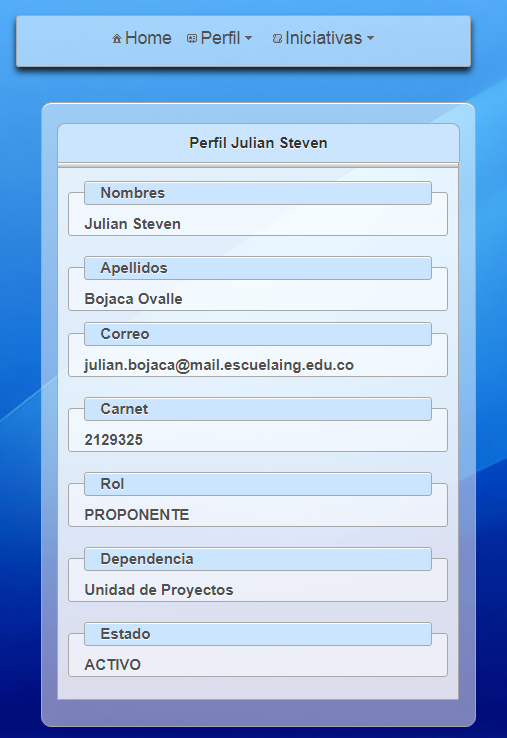 Home Perfil Iniciativas
Perfil Julian Steven
Nombres
Julian Steven
Apellidos
Bojaca Ovalle
Correo
julian.bojaca@mail.escuelaing.edu.co
Carnet
2129325
Rol
PROPONENTE
Dependencia
Unidad de Proyectos
Estado
ACTIVO